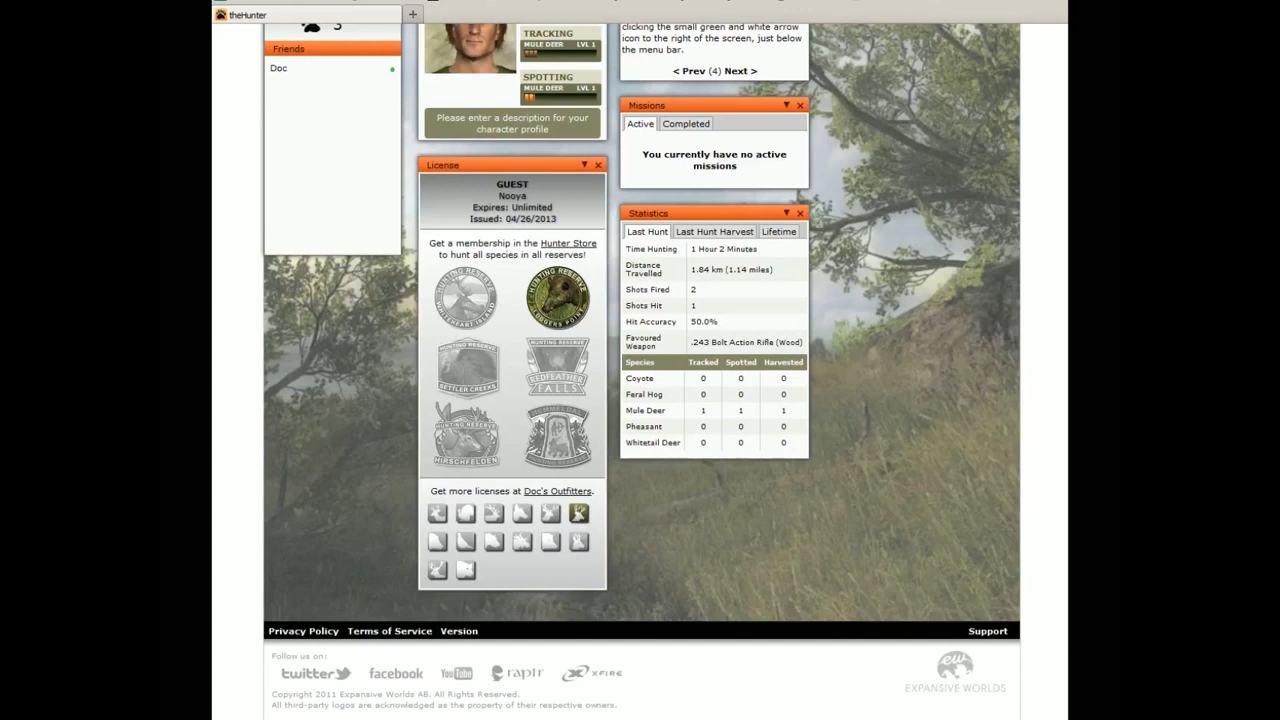 theHunter
3
Friends
Doc
TRACKING
MULE DEER LVL 1
SPOTTING
MULE DEER LVL 1
Please enter a description for your
character profile
clicking the small green and white arrow
icon to the right of the screen, just below
the menu bar.
< Prev (4) Next >
Missions
Active Completed
You currently have no active
missions
License
GUEST
Nooya
Expires: Unlimited
Issued: 04/26/2013
Get a membership in the Hunter Store
to hunt all species in all reserves!
HUNTING RESERVE
WHITEHART ISLAND
HUNTING RESERVE
LOGGERS POINT
HUNTING RESERVE
SETTLER CREEKS
HUNTING RESERVE
REDFEATHER
FALLS
HUNTING RESERVE
HIRSCHFELDEN
HEMMELDAL
HUNTING RESERVE
Get more licenses at Doc's Outfitters.
Statistics
Last Hunt Last Hunt Harvest Lifetime
Time Hunting 1 Hour 2 Minutes
Distance
Travelled 1.84 km (1.14 miles)
Shots Fired 2
Shots Hit 1
Hit Accuracy 50.0%
Favoured
Weapon .243 Bolt Action Rifle (Wood)
Species Tracked Spotted Harvested
Coyote 0 0 0
Feral Hog 0 0 0
Mule Deer 1 1 1
Pheasant 0 0 0
Whitetail Deer 0 0 0
Privacy Policy Terms of Service Version Support
Follow us on:
twitter facebook YouTube raptr XFIRE
ew
EXPANSIVE WORLDS
Copyright 2011 Expansive Worlds AB. All Rights Reserved.
All third-party logos are acknowledged as the property of their respective owners.